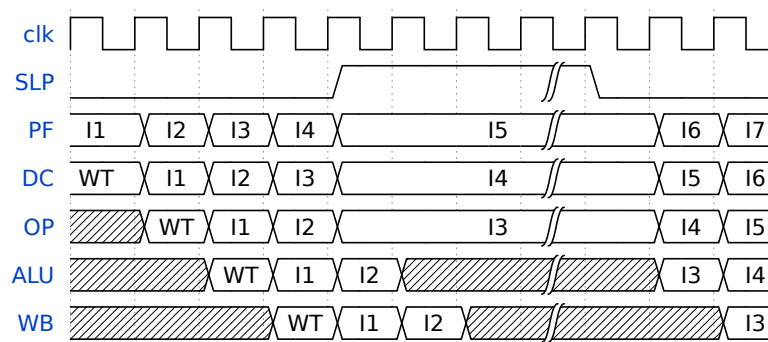 clk
SLP
PF I1 I2 I3 I4 I5 I6 I7
DC WT I1 I2 I3 I4 I5 I6
OP WT I1 I2 I3 I4 I5
ALU WT I1 I2 I3 I4
WB WT I1 I2 I3